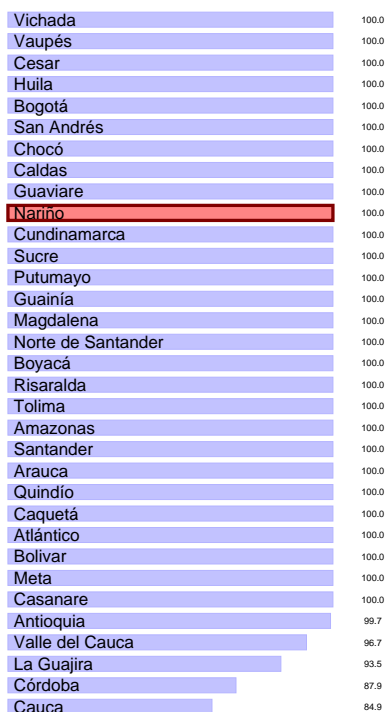 Vichada 100.0
Vaupés 100.0
Cesar 100.0
Huila 100.0
Bogotá 100.0
San Andrés 100.0
Chocó 100.0
Caldas 100.0
Guaviare 100.0
Nariño 100.0
Cundinamarca 100.0
Sucre 100.0
Putumayo 100.0
Guainía 100.0
Magdalena 100.0
Norte de Santander 100.0
Boyacá 100.0
Risaralda 100.0
Tolima 100.0
Amazonas 100.0
Santander 100.0
Arauca 100.0
Quindío 100.0
Caquetá 100.0
Atlántico 100.0
Bolivar 100.0
Meta 100.0
Casanare 100.0
Antioquia 99.7
Valle del Cauca 96.7
La Guajira 93.5
Córdoba 87.9
Cauca 84.9